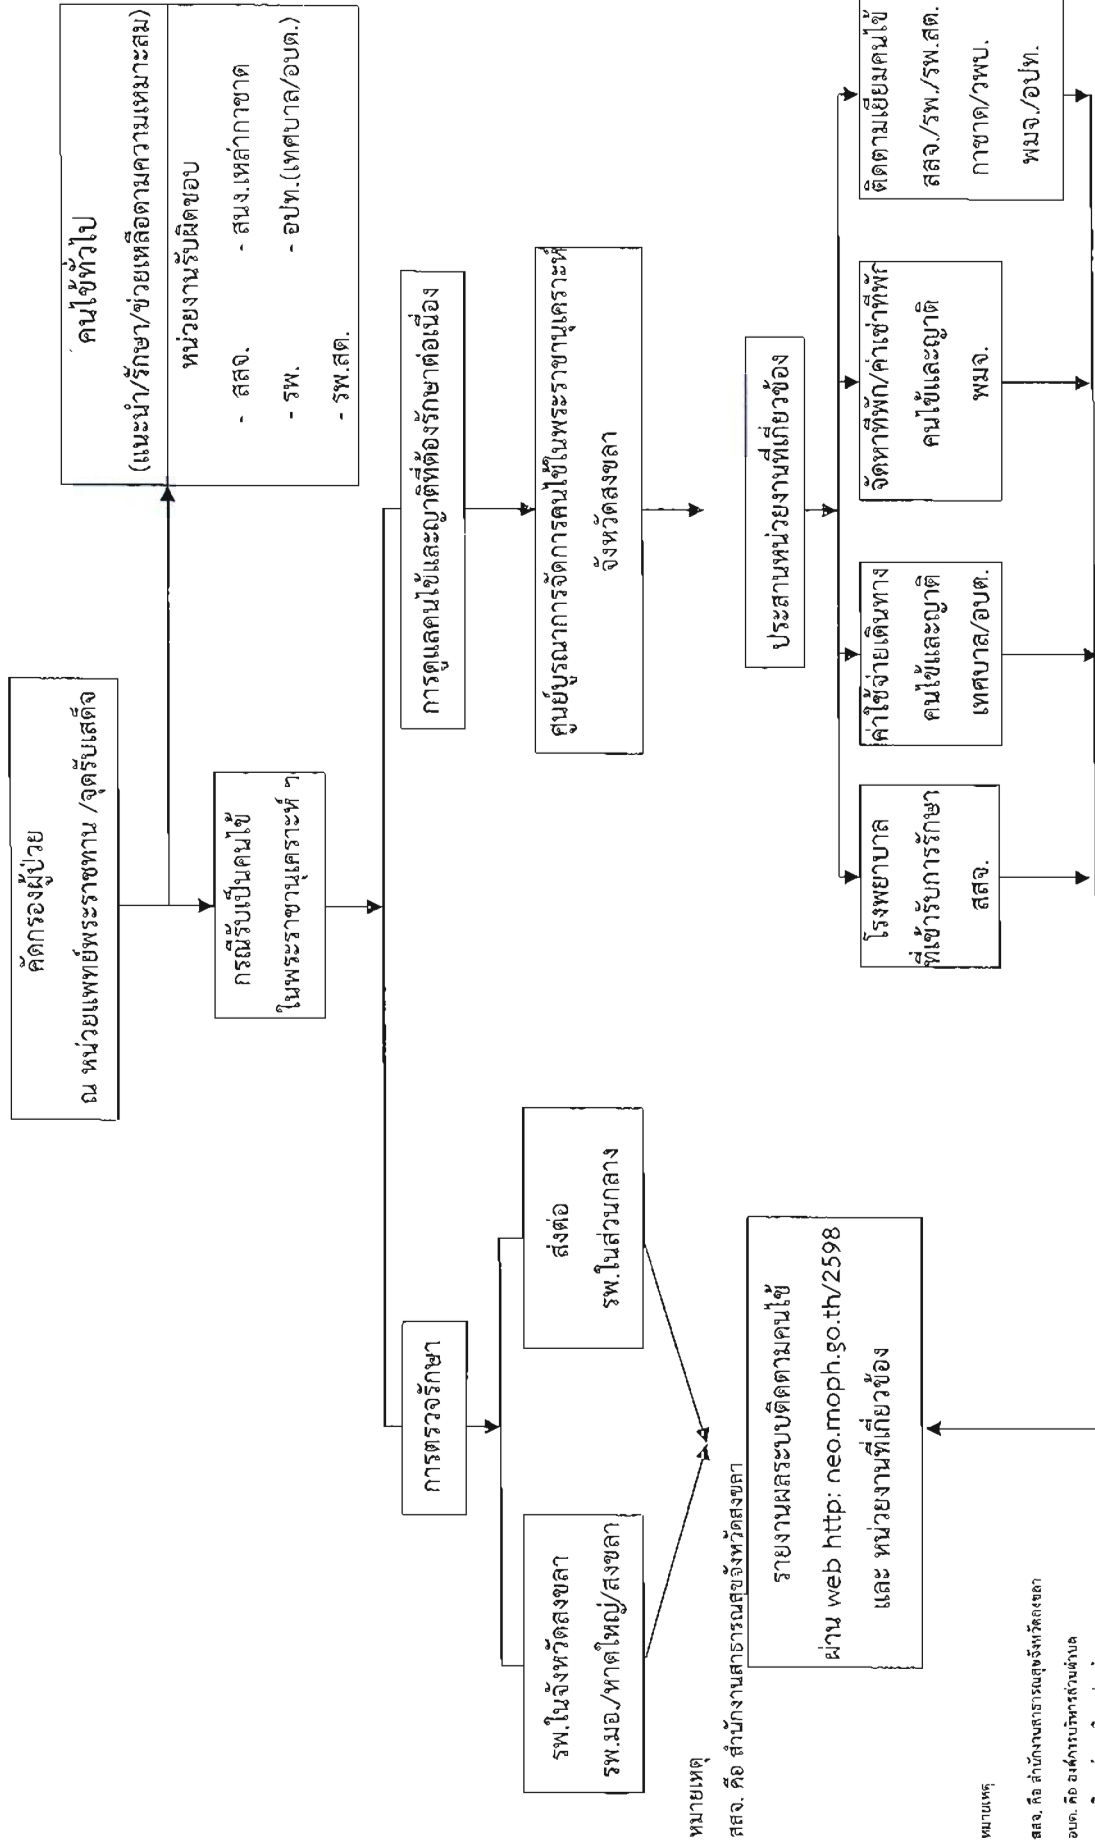 คัดกรองผู้ป่วย
ณ หน่วยแพทย์พระราชทาน /จุดรับเสด็จ
คนไข้ทั่วไป
(แนะนำ/รักษา/ช่วยเหลือตามความเหมาะสม)
หน่วยงานรับผิดชอบ
- สสจ. - สนง.เหล่ากาชาด
- รพ. - อปท.(เทศบาล/อบต.)
- รพ.สต.
กรณีรับเป็นคนไข้
ในพระราชานุเคราะห์ ฯ
การตรวจรักษา
การดูแลคนไข้และญาติที่ต้องรักษาต่อเนื่อง
รพ.ในจังหวัดสงขลา
รพ.มอ./หาดใหญ่/สงขลา
ส่งต่อ
รพ.ในส่วนกลาง
ศูนย์บูรณาการจัดการคนไข้ในพระราชานุเคราะห์
จังหวัดสงขลา
หมายเหตุ
สสจ. คือ สำนักงานสาธารณสุขจังหวัดสงขลา
ประสานหน่วยงานที่เกี่ยวข้อง
รายงานผลระบบติดตามคนไข้
ผ่าน web http: neo.moph.go.th/2598
และ หน่วยงานที่เกี่ยวข้อง
โรงพยาบาล
ที่เข้ารับการรักษา
สสจ.
ค่าใช้จ่ายเดินทาง
คนไข้และญาติ
เทศบาล/อบต.
จัดหาที่พัก/ค่าเช่าที่พัก
คนไข้และญาติ
พมจ.
ติดตามเยี่ยมคนไข้
สสจ./รพ./รพ.สต.
กาชาด/วพบ.
พมจ./อปท.
หมายเหตุ
สสจ. คือ สำนักงานสาธารณสุขจังหวัดสงขลา
อบต. คือ องค์การบริหารส่วนตำบล